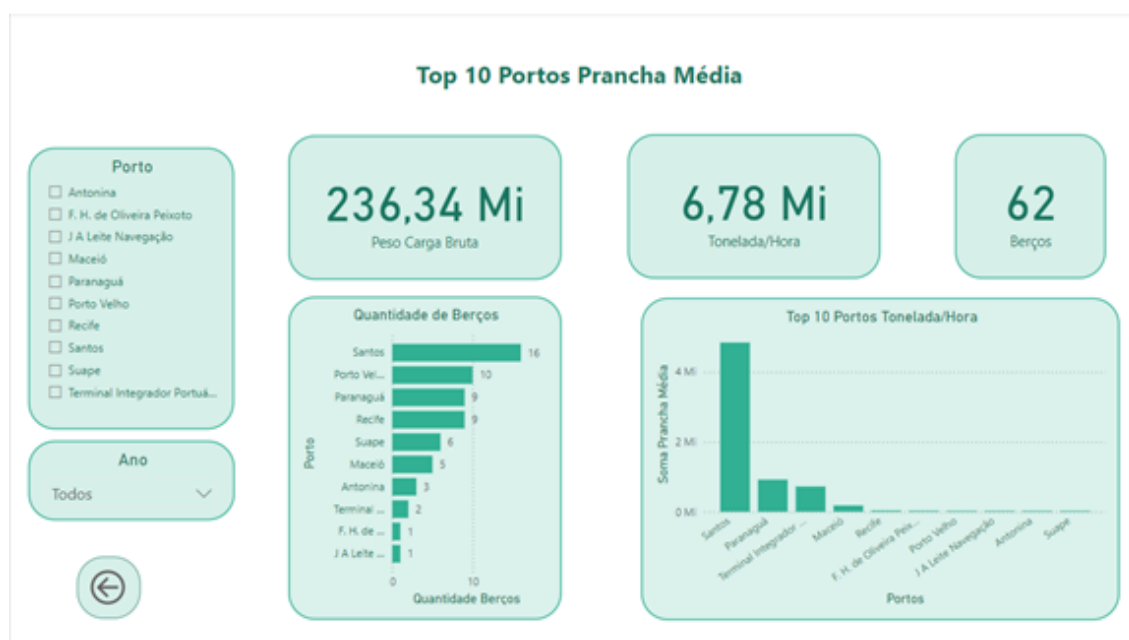 Top 10 Portos Prancha Média
Porto
Antonina
F. H. de Oliveira Peixoto
J A Leite Navegação
Maceió
Paranaguá
Porto Velho
Recife
Santos
Suape
Terminal Integrador Portuá...
Ano
Todos
236,34 Mi
Peso Carga Bruta
6,78 Mi
Tonelada/Hora
62
Berços
Quantidade de Berços
Porto
Santos 16
Porto Vel... 10
Paranaguá 9
Recife 9
Suape 6
Maceió 5
Antonina 3
Terminal ... 2
F. H. de ... 1
J A Leite ... 1
0 10
Quantidade Berços
Top 10 Portos Tonelada/Hora
Soma Prancha Média
4 Mi
2 Mi
0 Mi
Santos
Paranaguá
Terminal Integrador ...
Maceió
Recife
F. H. de Oliveira Peix...
Porto Velho
J A Leite Navegação
Antonina
Suape
Portos